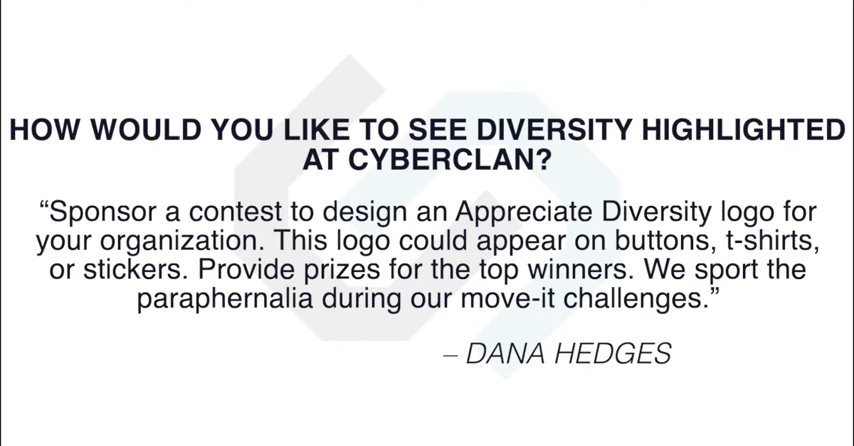 HOW WOULD YOU LIKE TO SEE DIVERSITY HIGHLIGHTED
AT CYBERCLAN?
“Sponsor a contest to design an Appreciate Diversity logo for
your organization. This logo could appear on buttons, t-shirts,
or stickers. Provide prizes for the top winners. We sport the
paraphernalia during our move-it challenges.”
– DANA HEDGES